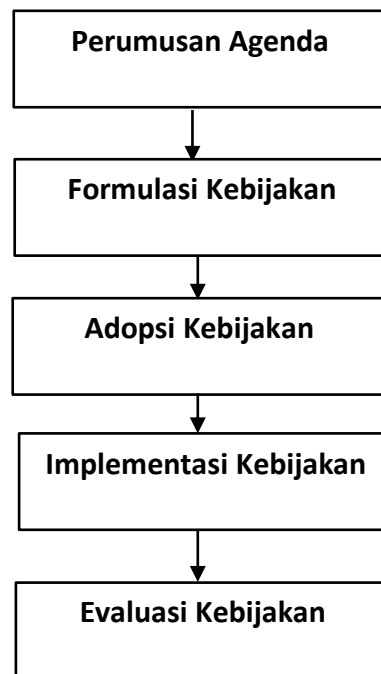 Perumusan Agenda
Formulasi Kebijakan
Adopsi Kebijakan
Implementasi Kebijakan
Evaluasi Kebijakan